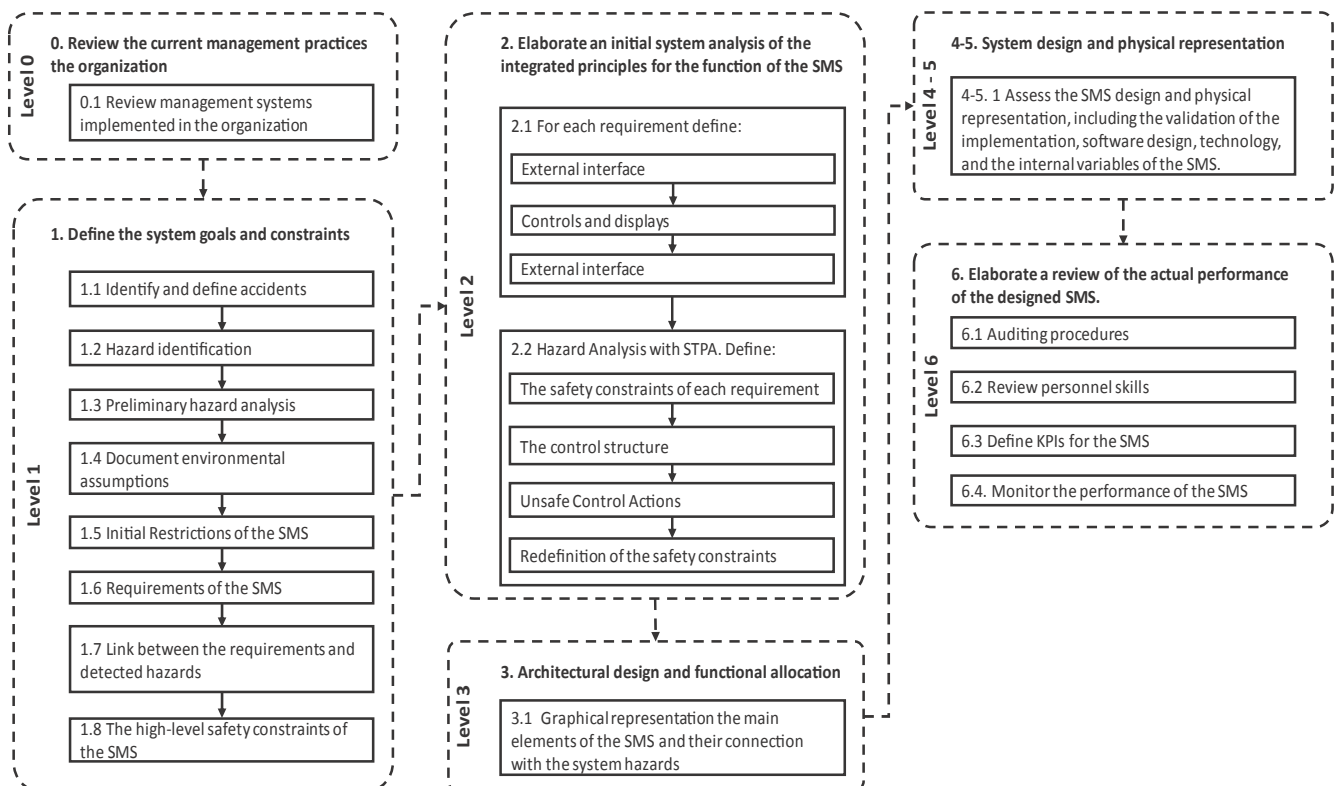 Level 0
0. Review the current management practices
the organization
0.1 Review management systems
implemented in the organization
Level 1
1. Define the system goals and constraints
1.1 Identify and define accidents
1.2 Hazard identification
1.3 Preliminary hazard analysis
1.4 Document environmental
assumptions
1.5 Initial Restrictions of the SMS
1.6 Requirements of the SMS
1.7 Link between the requirements and
detected hazards
1.8 The high-level safety constraints of
the SMS
Level 2
2. Elaborate an initial system analysis of the
integrated principles for the function of the SMS
2.1 For each requirement define:
External interface
Controls and displays
External interface
2.2 Hazard Analysis with STPA. Define:
The safety constraints of each requirement
The control structure
Unsafe Control Actions
Redefinition of the safety constraints
Level 3
3. Architectural design and functional allocation
3.1 Graphical representation the main
elements of the SMS and their connection
with the system hazards
Level 4 - 5
4-5. System design and physical representation
4-5. 1 Assess the SMS design and physical
representation, including the validation of the
implementation, software design, technology,
and the internal variables of the SMS.
Level 6
6. Elaborate a review of the actual performance
of the designed SMS.
6.1 Auditing procedures
6.2 Review personnel skills
6.3 Define KPIs for the SMS
6.4. Monitor the performance of the SMS